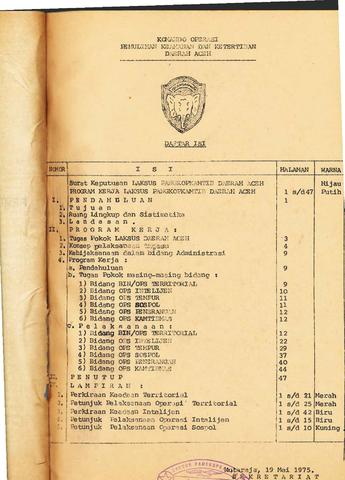 KOMANDO OPERASI
PEMULIHAN KEAMANAN DAN KETERTIBAN
DAERAH ACEH
DAFTAR ISI
NOMOR I S I HALAMAN WARNA
Surat Keputusan LAKSUS PANGKOPKAMTIB DAERAH ACEH Hijau
PROGRAM KERJA LAKSUS PANGKOPKAMTIB DAERAH ACEH 1 s/d 47 Putih
I. P E N D A H U L U A N 1
1. T u j u a n
2. Ruang Lingkup dan Sistimatika
3. L a n d a s a n .
II. P R O G R A M K E R J A :
1. Tugas Pokok LAKSUS DAERAH ACEH 3
2. Konsep pelaksanaan tugas 3
3. Kebijaksanaan dalam bidang Administrasi 9
4. Program Kerja :
a. Pendahuluan 9
b. Tugas Pokok masing-masing bidang :
1) Bidang BIN/OPS TERRITORIAL 9
2) Bidang OPS INTELIJEN 10
3) Bidang OPS TEMPUR 11
4) Bidang OPS SOSPOL 11
5) Bidang OPS PENERANGAN 12
6) Bidang OPS KAMTIBMAS 12
c. P e l a k s a n a a n :
1) Bidang BIN/OPS TERRITORIAL 12
2) Bidang OPS INTELIJEN 22
3) Bidang OPS TEMPUR 29
4) Bidang OPS SOSPOL 37
5) Bidang OPS PENERANGAN 40
6) Bidang OPS KAMTIBMAS 44
P E N U T U P 47
L A M P I R A N :
1. Perkiraan Keadaan Territorial 1 s/d 21 Merah
2. Petunjuk Pelaksanaan Operasi Territorial 1 s/d 25 Merah
3. Perkiraan Keadaan Intelijen 1 s/d 42 Biru
4. Petunjuk Pelaksanaan Operasi Intelijen 1 s/d 15 Biru
5. Petunjuk Pelaksanaan Operasi Sospol 1 s/d 10 Kuning
Mutaraja, 19 Mei 1975.
S E K R E T A R I A T